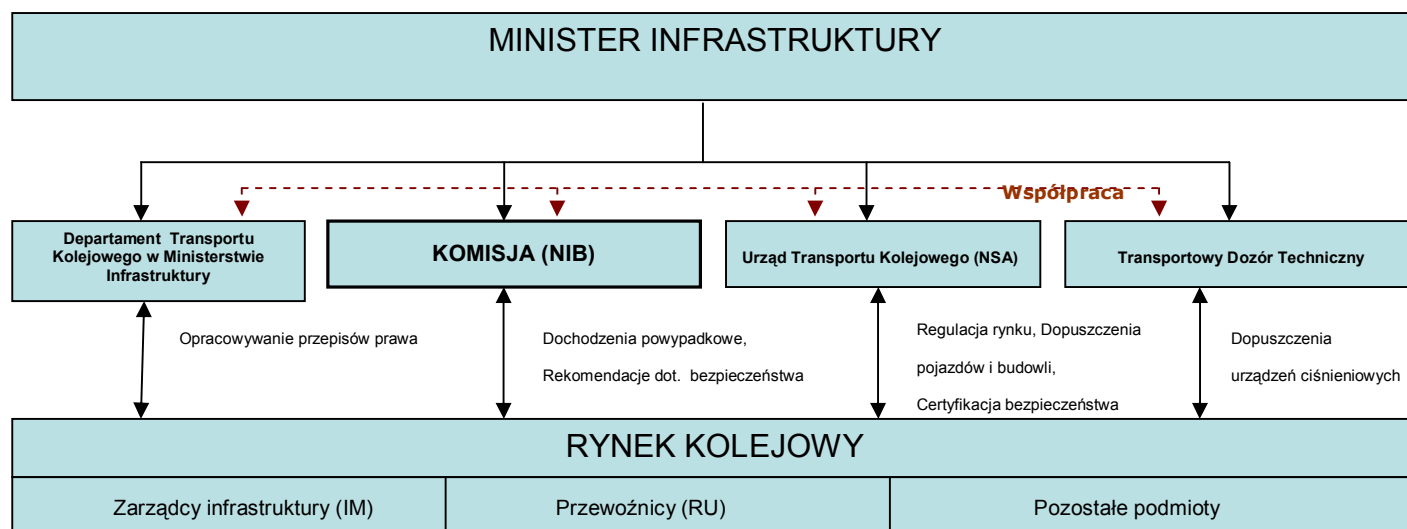 MINISTER INFRASTRUKTURY
Współpraca
Departament Transportu
Kolejowego w Ministerstwie
Infrastruktury
KOMISJA (NIB)
Urząd Transportu Kolejowego (NSA)
Transportowy Dozór Techniczny
Opracowywanie przepisów prawa
Dochodzenia powypadkowe,
Rekomendacje dot. bezpieczeństwa
Regulacja rynku, Dopuszczenia
pojazdów i budowli,
Certyfikacja bezpieczeństwa
Dopuszczenia
urządzeń ciśnieniowych
RYNEK KOLEJOWY
Zarządcy infrastruktury (IM)
Przewoźnicy (RU)
Pozostałe podmioty